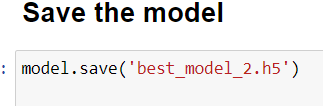 Save the model
: model.save('best_model_2.h5')